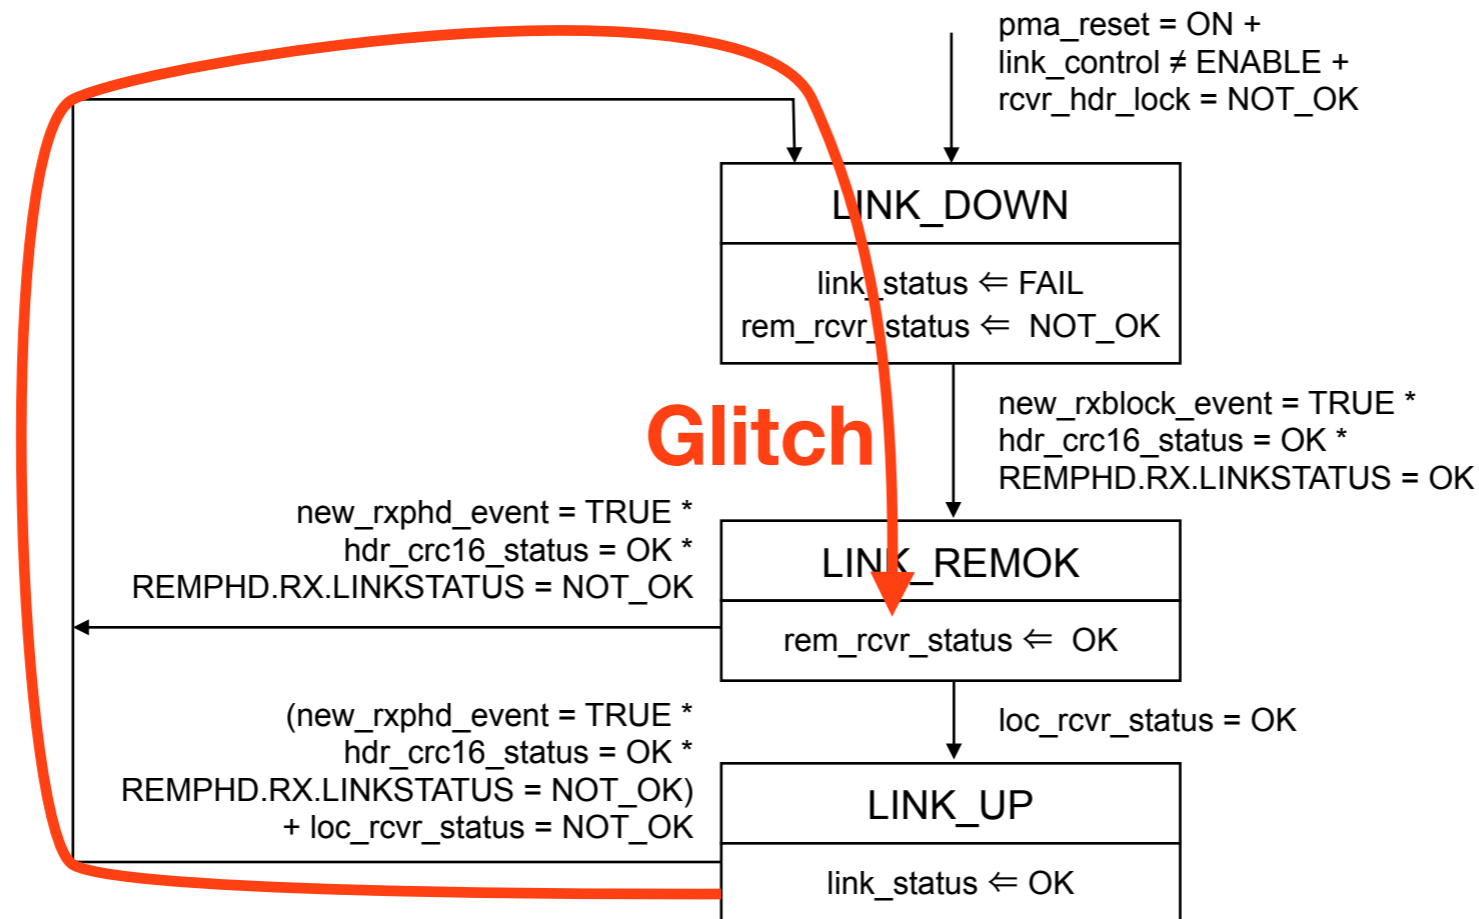 pma_reset = ON +
link_control ≠ ENABLE +
rcvr_hdr_lock = NOT_OK
LINK_DOWN
link_status ⇐ FAIL
rem_rcvr_status ⇐ NOT_OK
Glitch
new_rxblock_event = TRUE *
hdr_crc16_status = OK *
REMPHD.RX.LINKSTATUS = OK
new_rxphd_event = TRUE *
hdr_crc16_status = OK *
REMPHD.RX.LINKSTATUS = NOT_OK
LINK_REMOK
rem_rcvr_status ⇐ OK
(new_rxphd_event = TRUE *
hdr_crc16_status = OK *
REMPHD.RX.LINKSTATUS = NOT_OK)
+ loc_rcvr_status = NOT_OK
loc_rcvr_status = OK
LINK_UP
link_status ⇐ OK